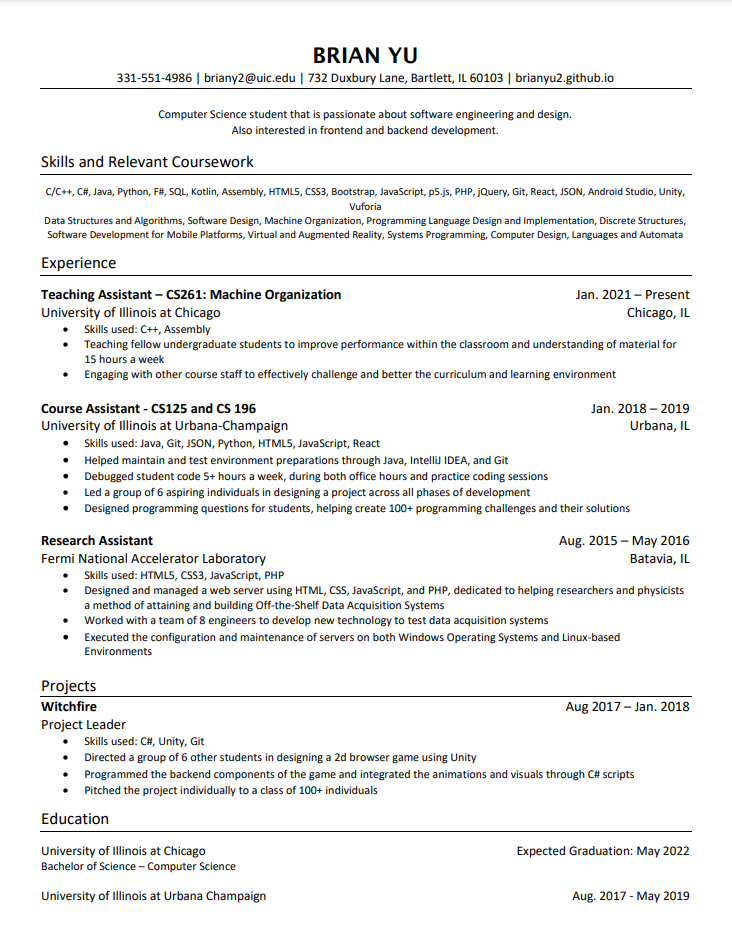 BRIAN YU
331-551-4986 | briany2@uic.edu | 732 Duxbury Lane, Bartlett, IL 60103 | brianyu2.github.io
Computer Science student that is passionate about software engineering and design.
Also interested in frontend and backend development.
Skills and Relevant Coursework
C/C++, C#, Java, Python, F#, SQL, Kotlin, Assembly, HTML5, CSS3, Bootstrap, JavaScript, p5.js, PHP, jQuery, Git, React, JSON, Android Studio, Unity,
Vuforia
Data Structures and Algorithms, Software Design, Machine Organization, Programming Language Design and Implementation, Discrete Structures,
Software Development for Mobile Platforms, Virtual and Augmented Reality, Systems Programming, Computer Design, Languages and Automata
Experience
Teaching Assistant – CS261: Machine Organization Jan. 2021 – Present
University of Illinois at Chicago Chicago, IL
• Skills used: C++, Assembly
• Teaching fellow undergraduate students to improve performance within the classroom and understanding of material for
15 hours a week
• Engaging with other course staff to effectively challenge and better the curriculum and learning environment
Course Assistant - CS125 and CS 196 Jan. 2018 – 2019
University of Illinois at Urbana-Champaign Urbana, IL
• Skills used: Java, Git, JSON, Python, HTML5, JavaScript, React
• Helped maintain and test environment preparations through Java, IntelliJ IDEA, and Git
• Debugged student code 5+ hours a week, during both office hours and practice coding sessions
• Led a group of 6 aspiring individuals in designing a project across all phases of development
• Designed programming questions for students, helping create 100+ programming challenges and their solutions
Research Assistant Aug. 2015 – May 2016
Fermi National Accelerator Laboratory Batavia, IL
• Skills used: HTML5, CSS3, JavaScript, PHP
• Designed and managed a web server using HTML, CSS, JavaScript, and PHP, dedicated to helping researchers and physicists
a method of attaining and building Off-the-Shelf Data Acquisition Systems
• Worked with a team of 8 engineers to develop new technology to test data acquisition systems
• Executed the configuration and maintenance of servers on both Windows Operating Systems and Linux-based
Environments
Projects
Witchfire Aug 2017 – Jan. 2018
Project Leader
• Skills used: C#, Unity, Git
• Directed a group of 6 other students in designing a 2d browser game using Unity
• Programmed the backend components of the game and integrated the animations and visuals through C# scripts
• Pitched the project individually to a class of 100+ individuals
Education
University of Illinois at Chicago Expected Graduation: May 2022
Bachelor of Science – Computer Science
University of Illinois at Urbana Champaign Aug. 2017 - May 2019